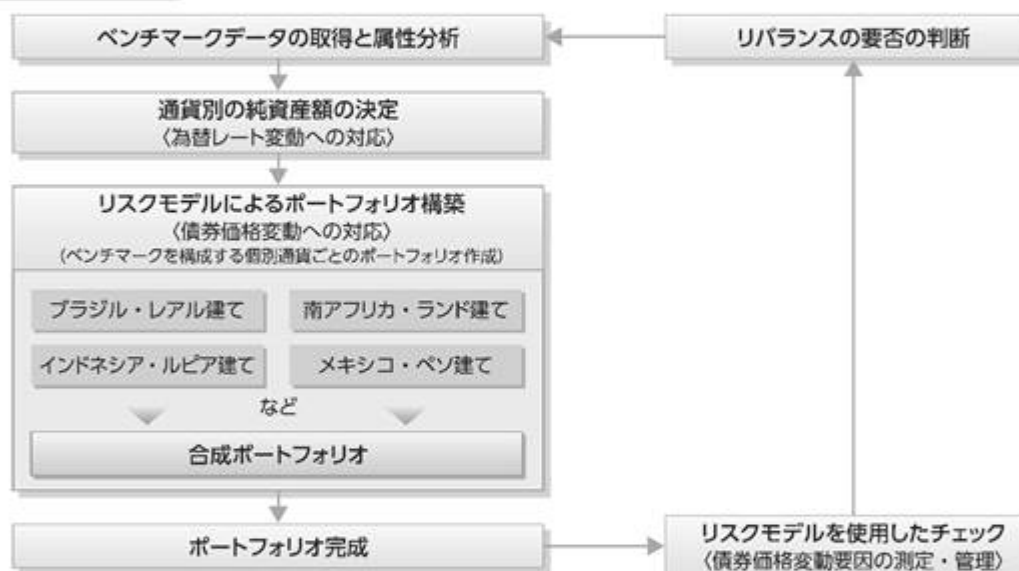 ベンチマークデータの取得と属性分析
リバランスの要否の判断
通貨別の純資産額の決定
〈為替レート変動への対応〉
リスクモデルによるポートフォリオ構築
〈債券価格変動への対応〉
(ベンチマークを構成する個別通貨ごとのポートフォリオ作成)
ブラジル・レアル建て
南アフリカ・ランド建て
インドネシア・ルピア建て
メキシコ・ペソ建て
など
合成ポートフォリオ
ポートフォリオ完成
リスクモデルを使用したチェック
〈債券価格変動要因の測定・管理〉